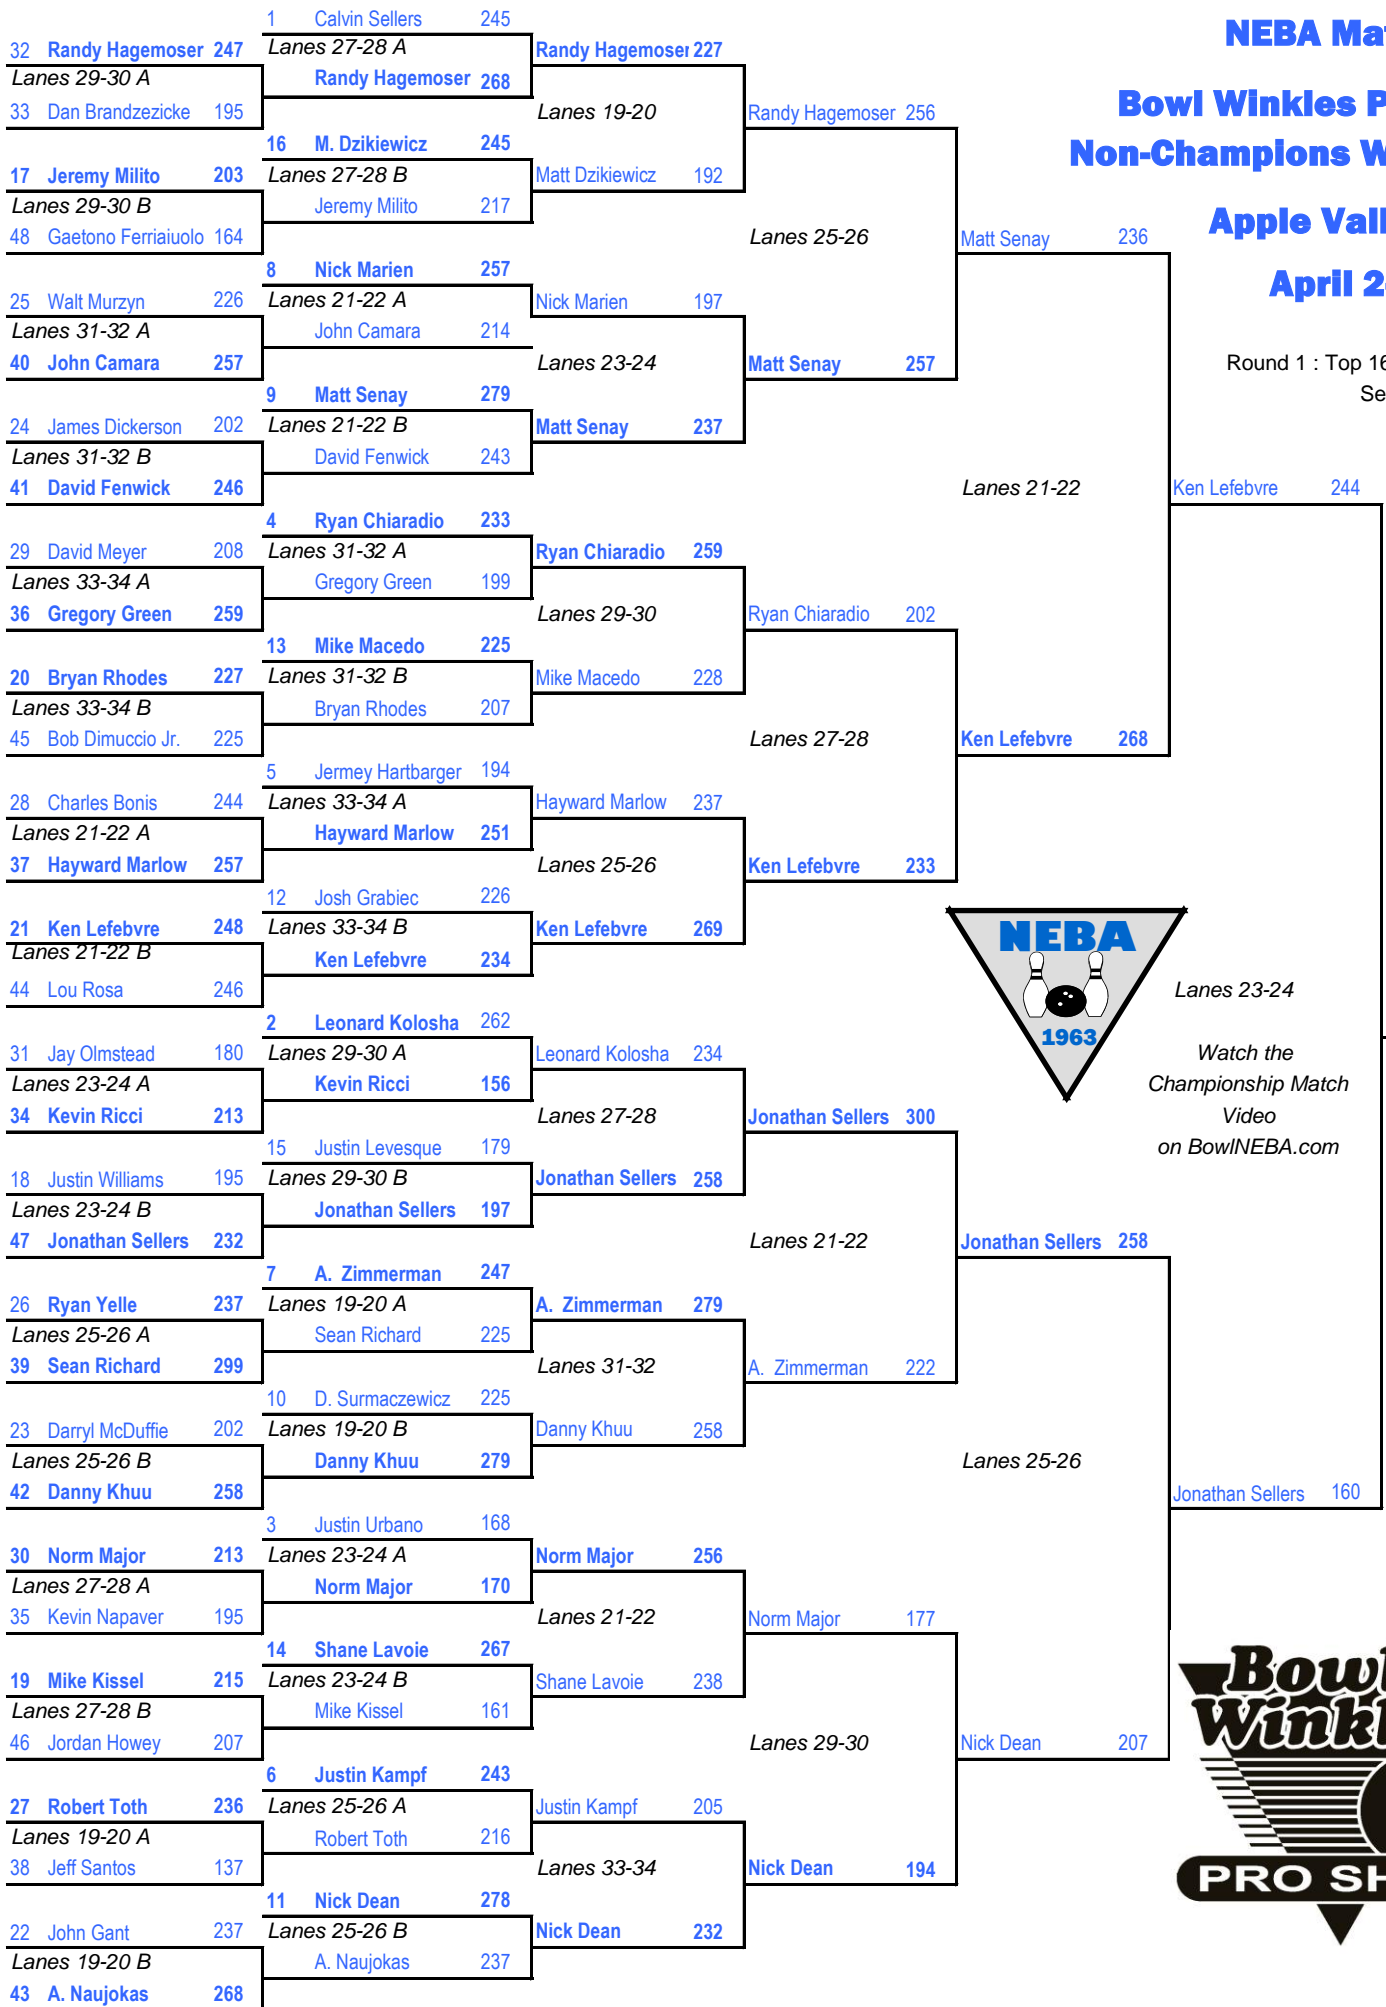 1 Calvin Sellers 245
32 Randy Hagemoser 247
Lanes 29-30 A
33 Dan Brandzezicke 195
17 Jeremy Milito 203
Lanes 29-30 B
48 Gaetono Ferriaiuolo 164
25 Walt Murzyn 226
Lanes 31-32 A
40 John Camara 257
24 James Dickerson 202
Lanes 31-32 B
41 David Fenwick 246
29 David Meyer 208
Lanes 33-34 A
36 Gregory Green 259
20 Bryan Rhodes 227
Lanes 33-34 B
45 Bob Dimuccio Jr. 225
28 Charles Bonis 244
Lanes 21-22 A
37 Hayward Marlow 257
21 Ken Lefebvre 248
Lanes 21-22 B
44 Lou Rosa 246
31 Jay Olmstead 180
Lanes 23-24 A
34 Kevin Ricci 213
18 Justin Williams 195
Lanes 23-24 B
47 Jonathan Sellers 232
26 Ryan Yelle 237
Lanes 25-26 A
39 Sean Richard 299
23 Darryl McDuffie 202
Lanes 25-26 B
42 Danny Khuu 258
30 Norm Major 213
Lanes 27-28 A
35 Kevin Napaver 195
19 Mike Kissel 215
Lanes 27-28 B
46 Jordan Howey 207
27 Robert Toth 236
Lanes 19-20 A
38 Jeff Santos 137
22 John Gant 237
Lanes 19-20 B
43 A. Naujokas 268
Lanes 27-28 A
Randy Hagemoser 268
16 M. Dzikiewicz 245
Lanes 27-28 B
Jeremy Milito 217
8 Nick Marien 257
Lanes 21-22 A
John Camara 214
9 Matt Senay 279
Lanes 21-22 B
David Fenwick 243
4 Ryan Chiaradio 233
Lanes 31-32 A
Gregory Green 199
13 Mike Macedo 225
Lanes 31-32 B
Bryan Rhodes 207
5 Jermey Hartbarger 194
Lanes 33-34 A
Hayward Marlow 251
12 Josh Grabiec 226
Lanes 33-34 B
Ken Lefebvre 234
2 Leonard Kolosha 262
Lanes 29-30 A
Kevin Ricci 156
15 Justin Levesque 179
Lanes 29-30 B
Jonathan Sellers 197
7 A. Zimmerman 247
Lanes 19-20 A
Sean Richard 225
10 D. Surmaczewicz 225
Lanes 19-20 B
Danny Khuu 279
3 Justin Urbano 168
Lanes 23-24 A
Norm Major 170
14 Shane Lavoie 267
Lanes 23-24 B
Mike Kissel 161
6 Justin Kampf 243
Lanes 25-26 A
Robert Toth 216
11 Nick Dean 278
Lanes 25-26 B
A. Naujokas 237
Randy Hagemoser 227
Lanes 19-20
Matt Dzikiewicz 192
Nick Marien 197
Lanes 23-24
Matt Senay 237
Ryan Chiaradio 259
Lanes 29-30
Mike Macedo 228
Hayward Marlow 237
Lanes 25-26
Ken Lefebvre 269
Leonard Kolosha 234
Lanes 27-28
Jonathan Sellers 258
A. Zimmerman 279
Lanes 31-32
Danny Khuu 258
Norm Major 256
Lanes 21-22
Shane Lavoie 238
Justin Kampf 205
Lanes 33-34
Nick Dean 232
Randy Hagemoser 256
Lanes 25-26
Matt Senay 257
Ryan Chiaradio 202
Lanes 27-28
Ken Lefebvre 233
Jonathan Sellers 300
Lanes 21-22
A. Zimmerman 222
Norm Major 177
Lanes 29-30
Nick Dean 194
Matt Senay 236
Lanes 21-22
Ken Lefebvre 268
Jonathan Sellers 258
Lanes 25-26
Nick Dean 207
Ken Lefebvre 244
Lanes 23-24
Jonathan Sellers 160
NEBA Ma
Bowl Winkles P
Non-Champions W
Apple Vall
April 2
Round 1 : Top 16
Se
NEBA
1963
Watch the
Championship Match
Video
on BowlNEBA.com
Bowl
Winkl
PRO SH